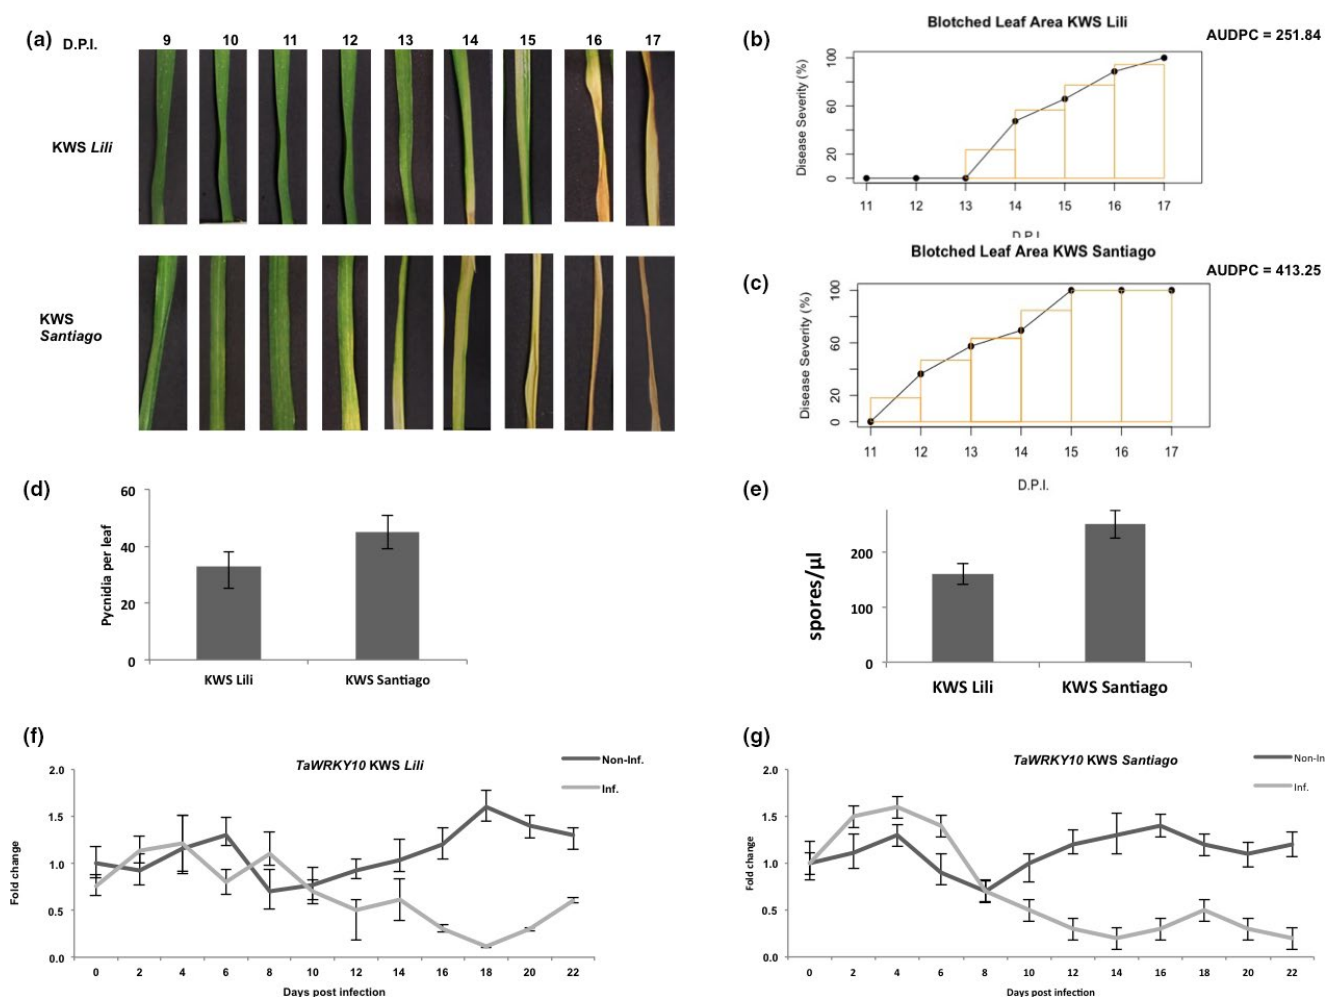 (a) D.P.I. 9 10 11 12 13 14 15 16 17
KWS Lili
KWS
Santiago
(b) Blotched Leaf Area KWS Lili
AUDPC = 251.84
Disease Severity (%)
100
60
20
0
11 12 13 14 15 16 17
D.P.I.
(c) Blotched Leaf Area KWS Santiago
AUDPC = 413.25
Disease Severity (%)
100
60
20
0
11 12 13 14 15 16 17
D.P.I.
(d)
Pycnidia per leaf
60
40
20
0
KWS Lili KWS Santiago
(e)
spores/µl
200
100
0
KWS Lili KWS Santiago
(f)
TaWRKY10 KWS Lili
Non-Inf.
Inf.
Fold change
2.0
1.5
1.0
0.5
0.0
0 2 4 6 8 10 12 14 16 18 20 22
Days post infection
(g)
TaWRKY10 KWS Santiago
Non-In
Inf.
Fold change
2.0
1.5
1.0
0.5
0.0
0 2 4 6 8 10 12 14 16 18 20 22
Days post infection